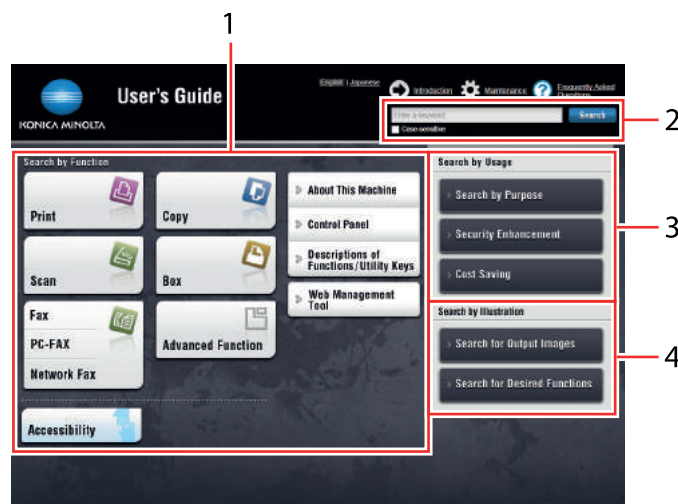 1
English | Japanese
User's Guide
KONICA MINOLTA
Introduction
Maintenance
Frequently Asked
Questions
Enter a keyword
Search
Case-sensitive
2
Search by Function
Print
Copy
Scan
Box
Fax
PC-FAX
Network Fax
Advanced Function
Accessibility
About This Machine
Control Panel
Descriptions of
Functions/Utility Keys
Web Management
Tool
Search by Usage
Search by Purpose
Security Enhancement
Cost Saving
3
Search by Illustration
Search for Output Images
Search for Desired Functions
4